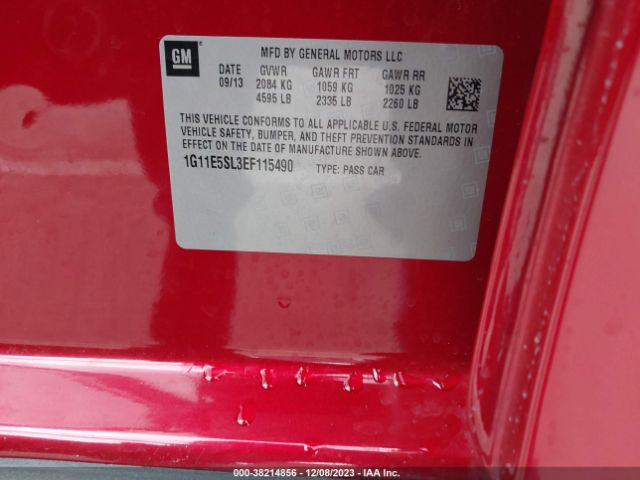 GM
MFD BY GENERAL MOTORS LLC
DATE GVWR GAWR FRT GAWR RR
09/13 2084 KG 1059 KG 1025 KG
4595 LB 2335 LB 2260 LB
THIS VEHICLE CONFORMS TO ALL APPLICABLE U.S. FEDERAL MOTOR
VEHICLE SAFETY, BUMPER, AND THEFT PREVENTION STANDARDS IN
EFFECT ON THE DATE OF MANUFACTURE SHOWN ABOVE.
1G11E5SL3EF115490 TYPE: PASS CAR
000-38214856 - 12/08/2023 - IAA Inc.